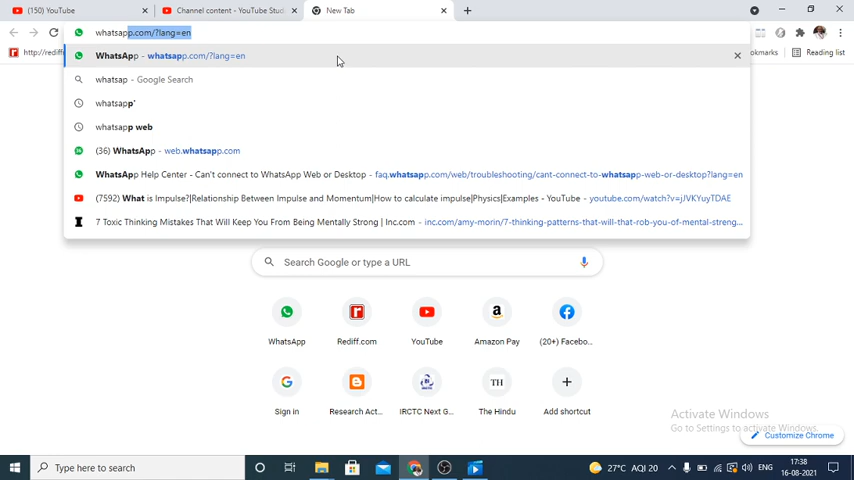 (150) YouTube
Channel content - YouTube Stud
New Tab
whatsapp.com/?lang=en
http://rediffm
okmarks
Reading list
WhatsApp - whatsapp.com/?lang=en
whatsap - Google Search
whatsapp'
whatsapp web
(36) WhatsApp - web.whatsapp.com
WhatsApp Help Center - Can't connect to WhatsApp Web or Desktop - faq.whatsapp.com/web/troubleshooting/cant-connect-to-whatsapp-web-or-desktop?lang=en
(7592) What is Impulse?|Relationship Between Impulse and Momentum|How to calculate impulse|Physics|Examples - YouTube - youtube.com/watch?v=jJVKYuyTDAE
7 Toxic Thinking Mistakes That Will Keep You From Being Mentally Strong | Inc.com - inc.com/amy-morin/7-thinking-patterns-that-will-that-rob-you-of-mental-streng...
Search Google or type a URL
WhatsApp
Rediff.com
YouTube
Amazon Pay
(20+) Facebo...
Sign in
Research Act...
IRCTC Next G...
TH
The Hindu
Add shortcut
Activate Windows
Go to Settings to activate Windows.
Customize Chrome
Type here to search
27°C AQI 20
ENG
17:38
16-08-2021